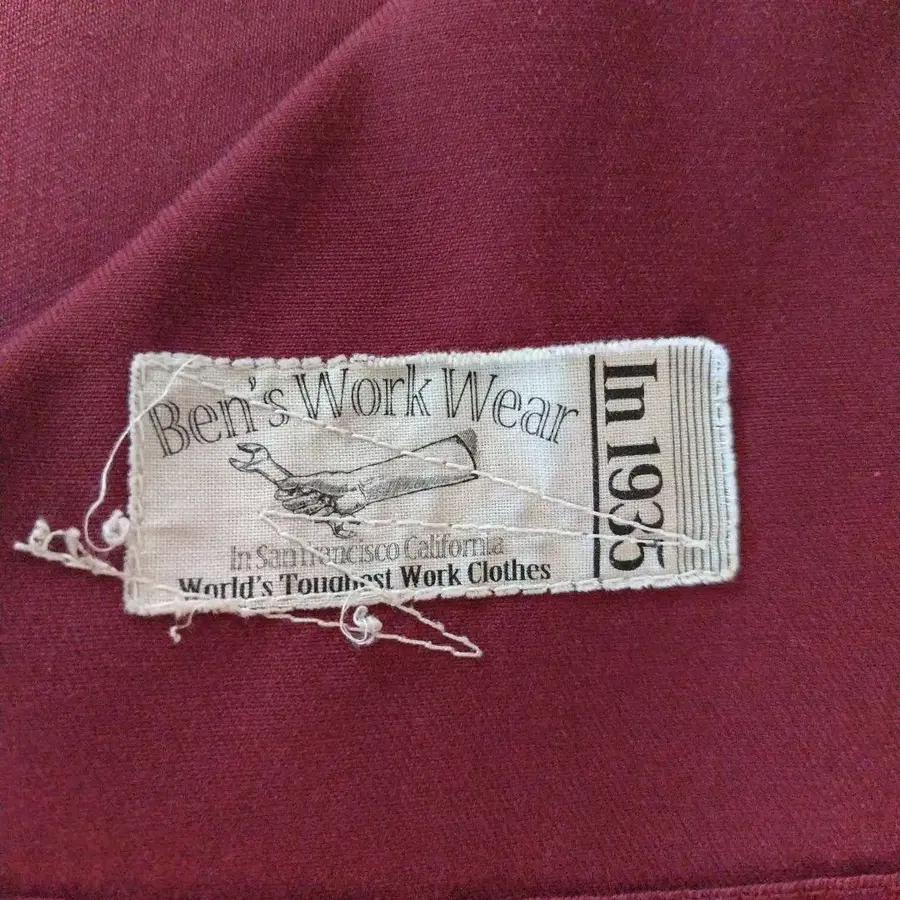 Ben's Work Wear
In San Francisco California
World's Toughest Work Clothes
In 1935